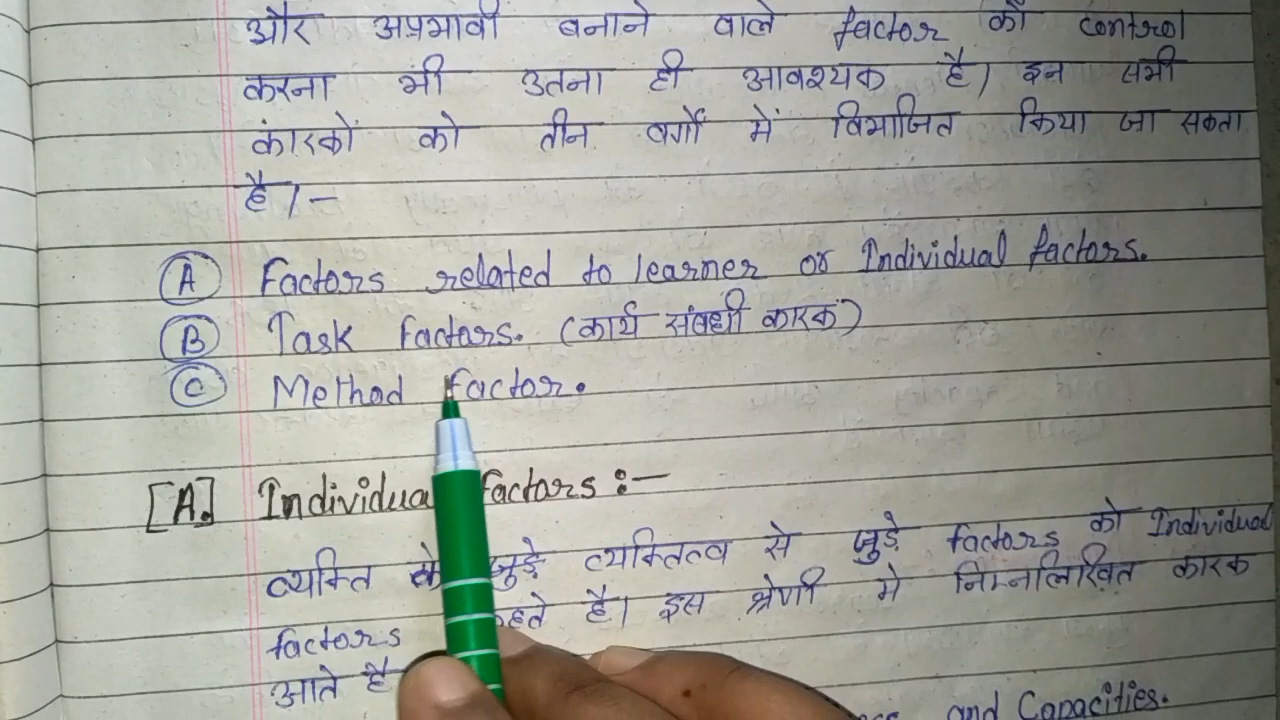 और अप्रभावी बनाने वाले factor को control
करना भी उतना ही आवश्यक है। इन सभी
कारकों को तीन वर्गों में विभाजित किया जा सकता
है।-
(A) Factors related to learner or Individual factors.
(B) Task factors. (कार्य संबंधी कारक)
(C) Method factor.
[A.] Individual factors :-
व्यक्ति जुड़े व्यक्तित्व से जुड़े factors को Individual
factors कहते है। इस श्रेणी मे निम्नलिखित कारक
आते है
and Capacities.